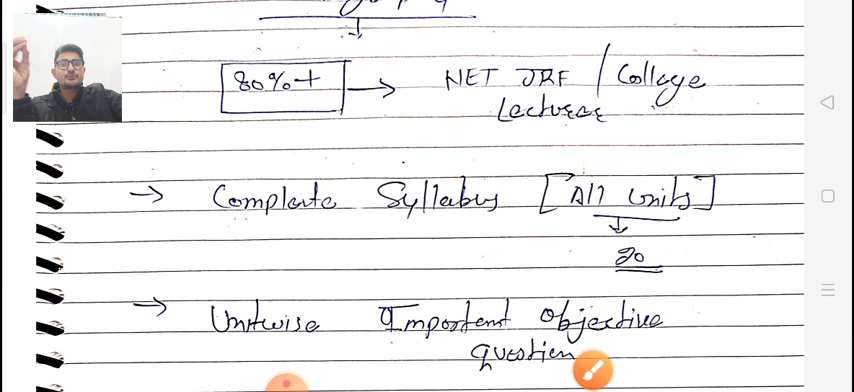 80%+ → NET JRF / College
Lecturer
→ Complete Syllabus [All Units]
20
→ Unitwise Important Objective
question